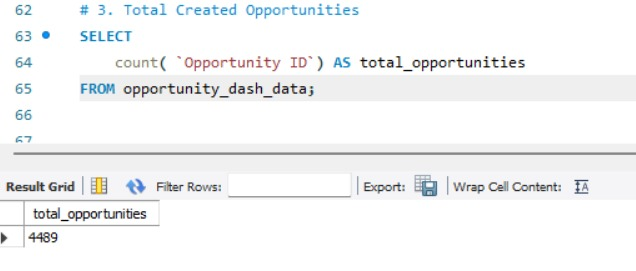 62 # 3. Total Created Opportunities
63 SELECT
64 count( `Opportunity ID`) AS total_opportunities
65 FROM opportunity_dash_data;
66
67
Result Grid Filter Rows: Export: Wrap Cell Content: IA
total_opportunities
4489